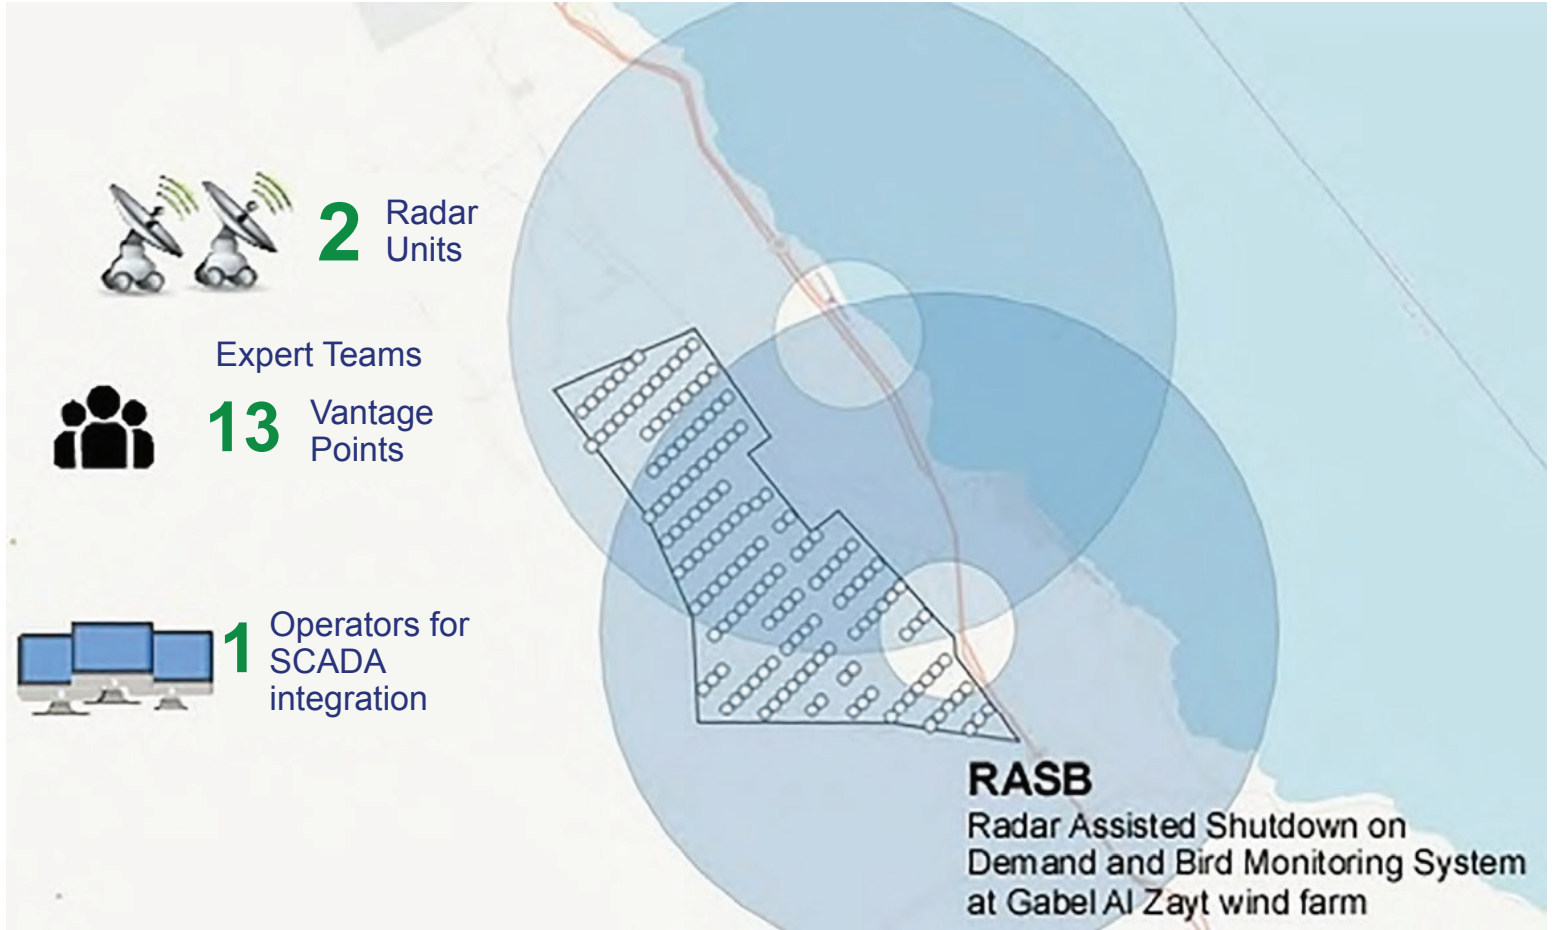 2 Radar
Units
Expert Teams
13 Vantage
Points
1 Operators for
SCADA
integration
RASB
Radar Assisted Shutdown on
Demand and Bird Monitoring System
at Gabel Al Zayt wind farm